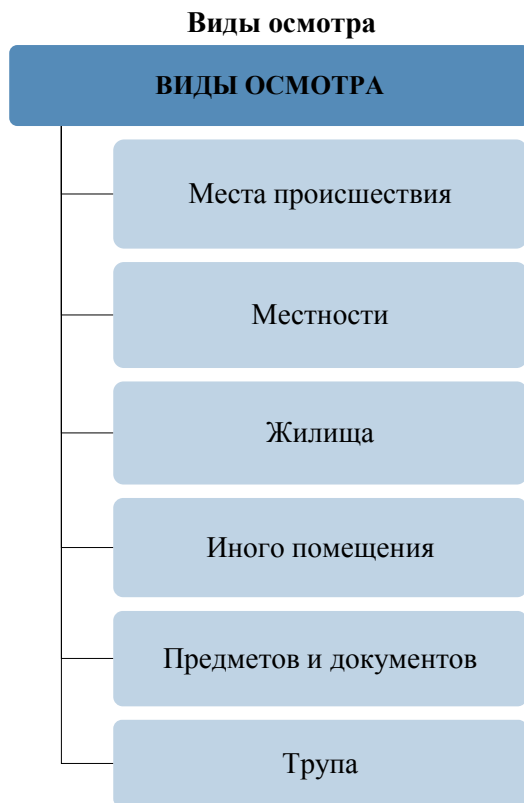 Виды осмотра
ВИДЫ ОСМОТРА
Места происшествия
Местности
Жилища
Иного помещения
Предметов и документов
Трупа